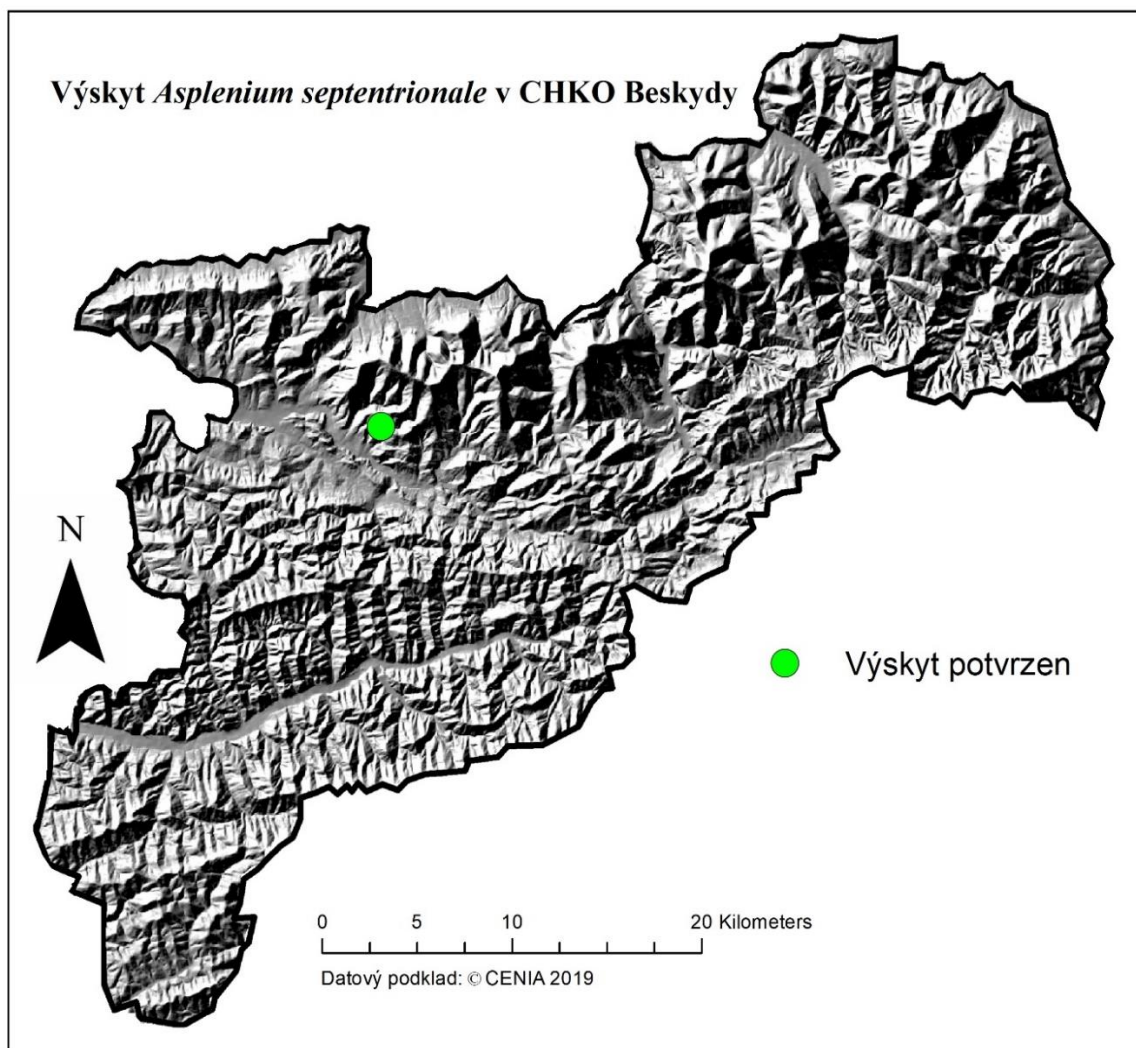 Výskyt Asplenium septentrionale v CHKO Beskydy
N
Výskyt potvrzen
0 5 10 20 Kilometers
Datový podklad: © CENIA 2019